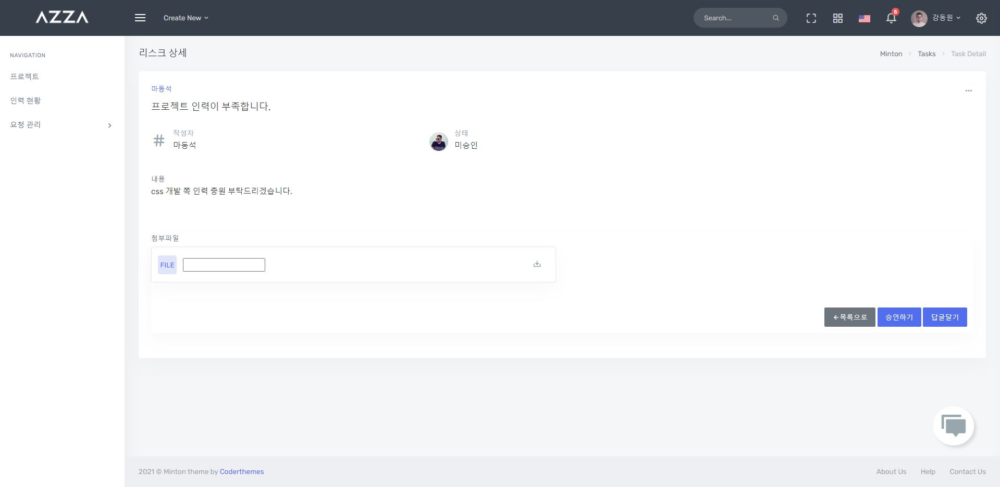 AZZA
Create New
Search...
5
강동원
NAVIGATION
프로젝트
인력 현황
요청 관리
리스크 상세
Minton > Tasks > Task Detail
마동석
프로젝트 인력이 부족합니다.
작성자
마동석
상태
미승인
내용
css 개발 쪽 인력 충원 부탁드리겠습니다.
첨부파일
FILE
←목록으로
승인하기
답글달기
2021 © Minton theme by Coderthemes
About Us
Help
Contact Us